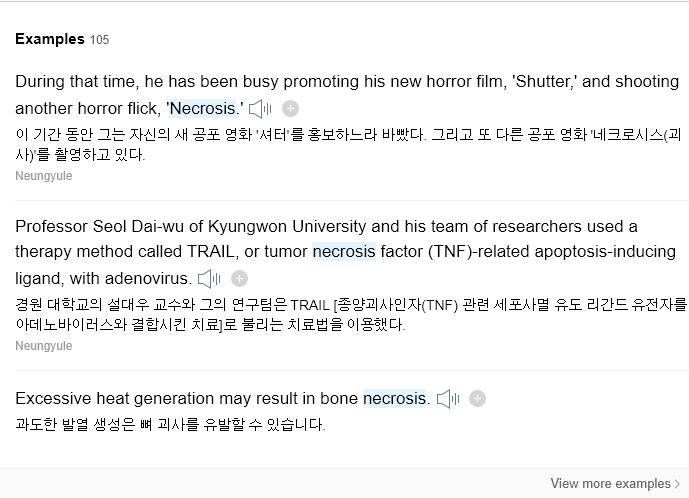 Examples 105
During that time, he has been busy promoting his new horror film, 'Shutter,' and shooting
another horror flick, 'Necrosis.'
이 기간 동안 그는 자신의 새 공포 영화 '셔터'를 홍보하느라 바빴다. 그리고 또 다른 공포 영화 '네크로시스(괴
사)'를 촬영하고 있다.
Neungyule
Professor Seol Dai-wu of Kyungwon University and his team of researchers used a
therapy method called TRAIL, or tumor necrosis factor (TNF)-related apoptosis-inducing
ligand, with adenovirus.
경원 대학교의 설대우 교수와 그의 연구팀은 TRAIL [종양괴사인자(TNF) 관련 세포사멸 유도 리간드 유전자를
아데노바이러스와 결합시킨 치료]로 불리는 치료법을 이용했다.
Neungyule
Excessive heat generation may result in bone necrosis.
과도한 발열 생성은 뼈 괴사를 유발할 수 있습니다.
View more examples